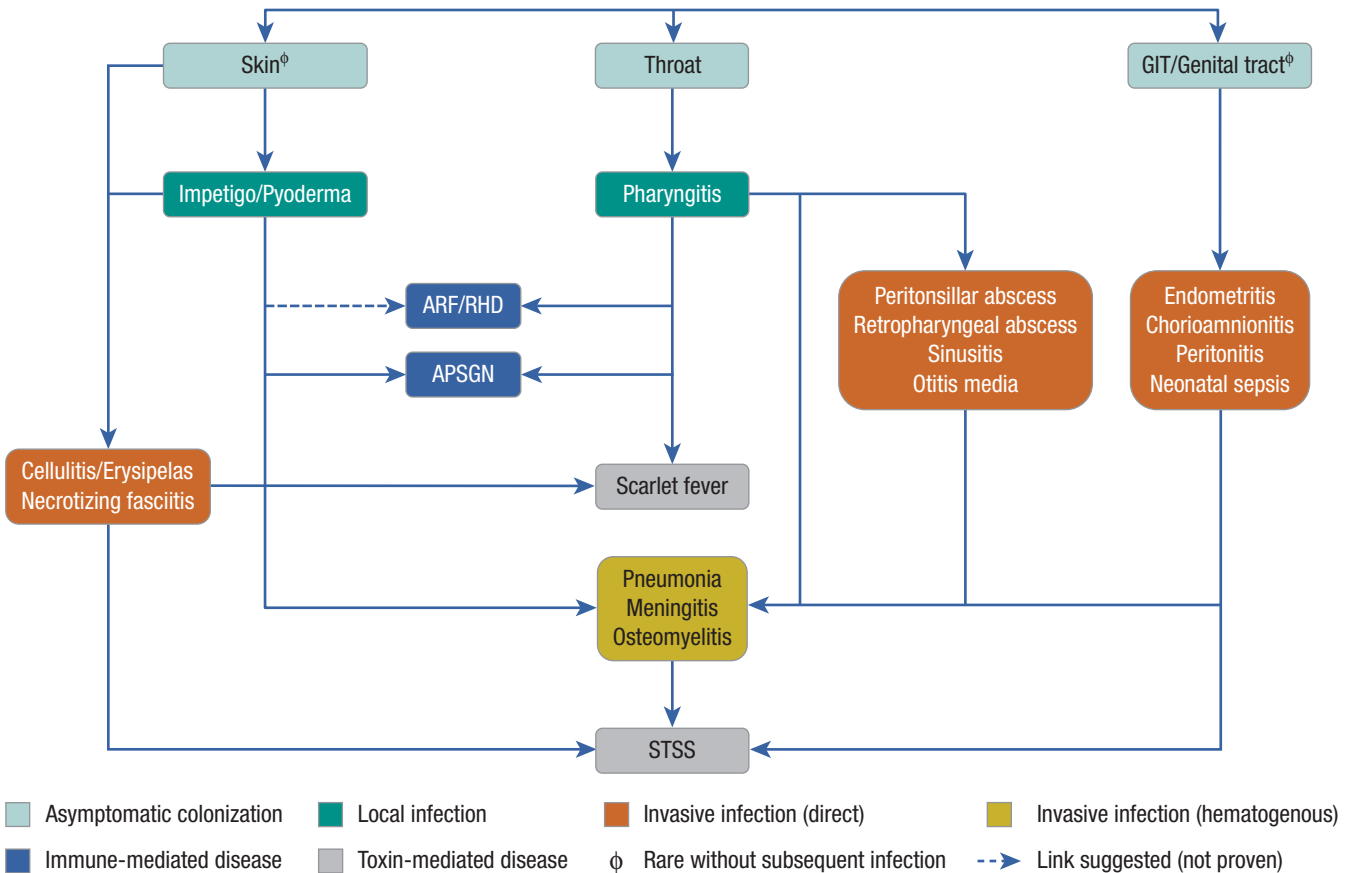 Skinᶲ
Throat
GIT/Genital tractᶲ
Impetigo/Pyoderma
Pharyngitis
ARF/RHD
APSGN
Peritonsillar abscess
Retropharyngeal abscess
Sinusitis
Otitis media
Endometritis
Chorioamnionitis
Peritonitis
Neonatal sepsis
Cellulitis/Erysipelas
Necrotizing fasciitis
Scarlet fever
Pneumonia
Meningitis
Osteomyelitis
STSS
Asymptomatic colonization
Local infection
Invasive infection (direct)
Invasive infection (hematogenous)
Immune-mediated disease
Toxin-mediated disease
ϕ Rare without subsequent infection
Link suggested (not proven)